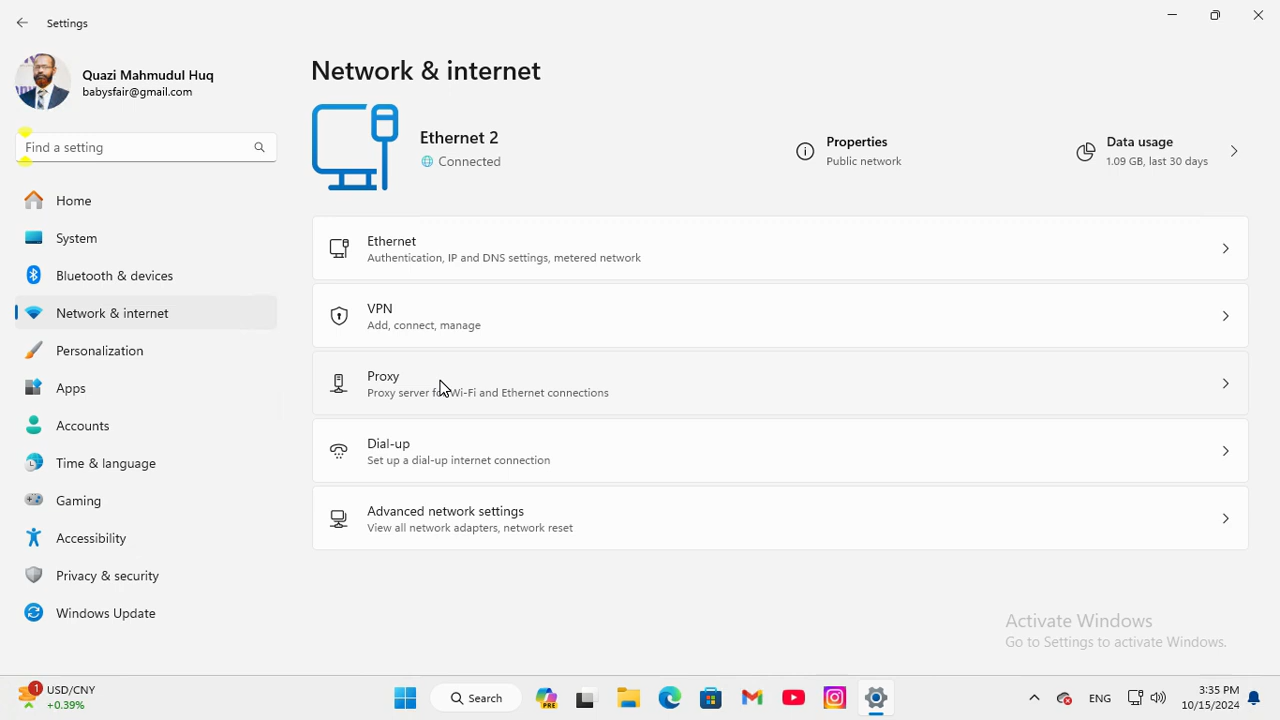 Settings
Quazi Mahmudul Huq
babysfair@gmail.com
Find a setting
Home
System
Bluetooth & devices
Network & internet
Personalization
Apps
Accounts
Time & language
Gaming
Accessibility
Privacy & security
Windows Update
Network & internet
Ethernet 2
Connected
Properties
Public network
Data usage
1.09 GB, last 30 days
Ethernet
Authentication, IP and DNS settings, metered network
VPN
Add, connect, manage
Proxy
Proxy server for Wi-Fi and Ethernet connections
Dial-up
Set up a dial-up internet connection
Advanced network settings
View all network adapters, network reset
Activate Windows
Go to Settings to activate Windows.
1
USD/CNY
+0.39%
Search
PRE
ENG
3:35 PM
10/15/2024